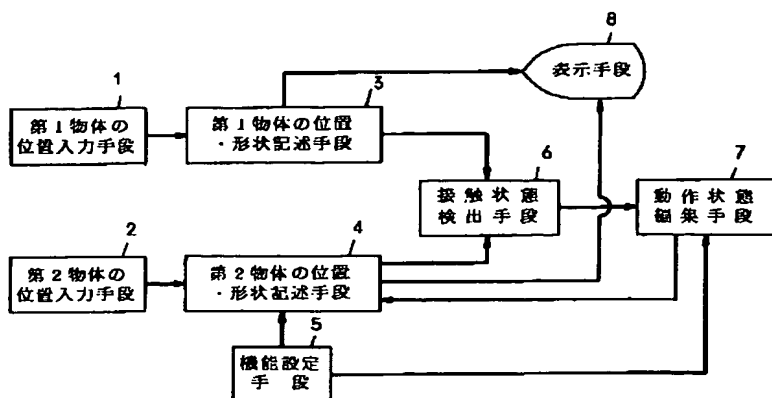 8
表示手段
1
第1物体の
位置入力手段
3
第1物体の位置
・形状記述手段
6
接触状態
検出手段
7
動作状態
編集手段
2
第2物体の
位置入力手段
4
第2物体の位置
・形状記述手段
5
機能設定
手段